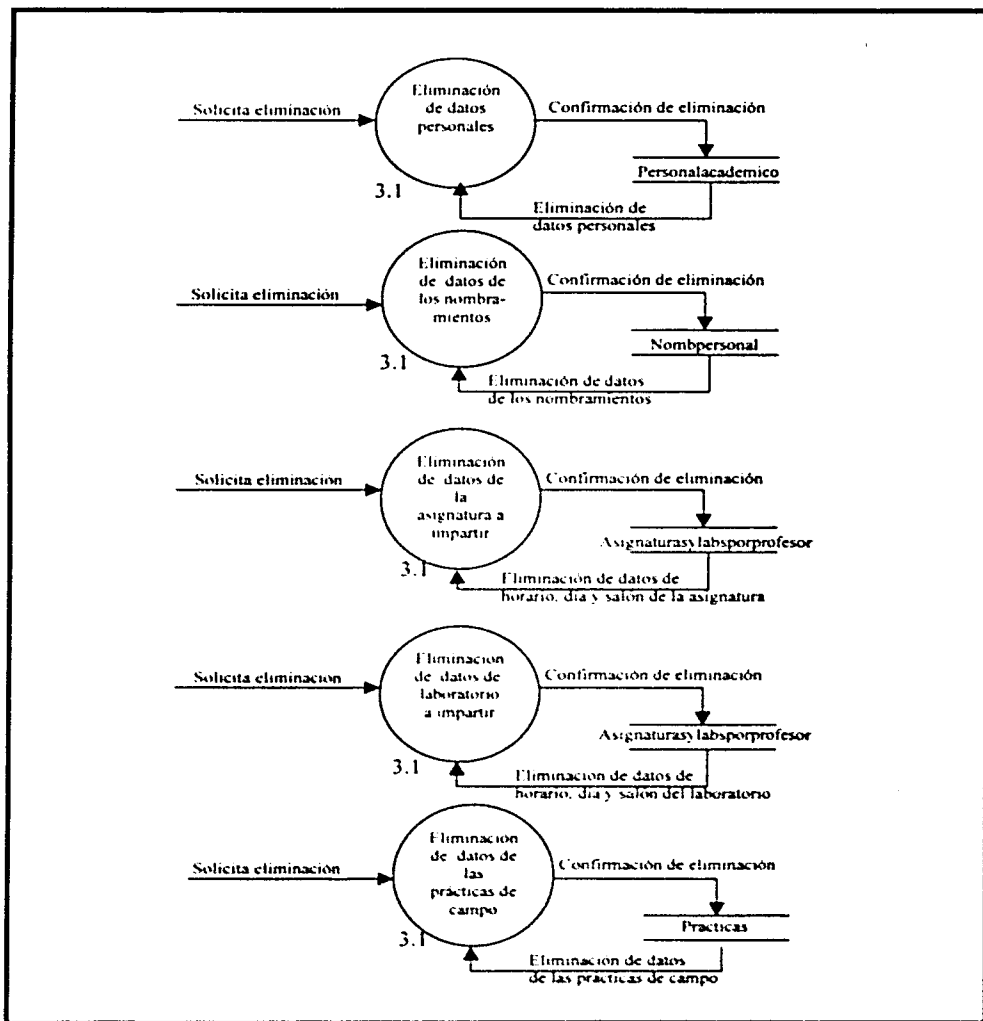 Eliminación
de datos
personales
Solicita eliminación
Confirmación de eliminación
Personalacademico
3.1
Eliminación de
datos personales
Eliminación
de datos de
los nombra-
mientos
Solicita eliminación
Confirmación de eliminación
Nombpersonal
3.1
Eliminación de datos
de los nombramientos
Eliminación
de datos de
la
asignatura a
impartir
Solicita eliminación
Confirmación de eliminación
Asignaturasylabsporprofesor
3.1
Eliminación de datos de
horario, día y salón de la asignatura
Eliminación
de datos de
laboratorio
a impartir
Solicita eliminación
Confirmación de eliminación
Asignaturasylabsporprofesor
3.1
Eliminación de datos de
horario, día y salón del laboratorio
Eliminación
de datos de
las
prácticas de
campo
Solicita eliminación
Confirmación de eliminación
Practicas
3.1
Eliminación de datos
de las prácticas de campo